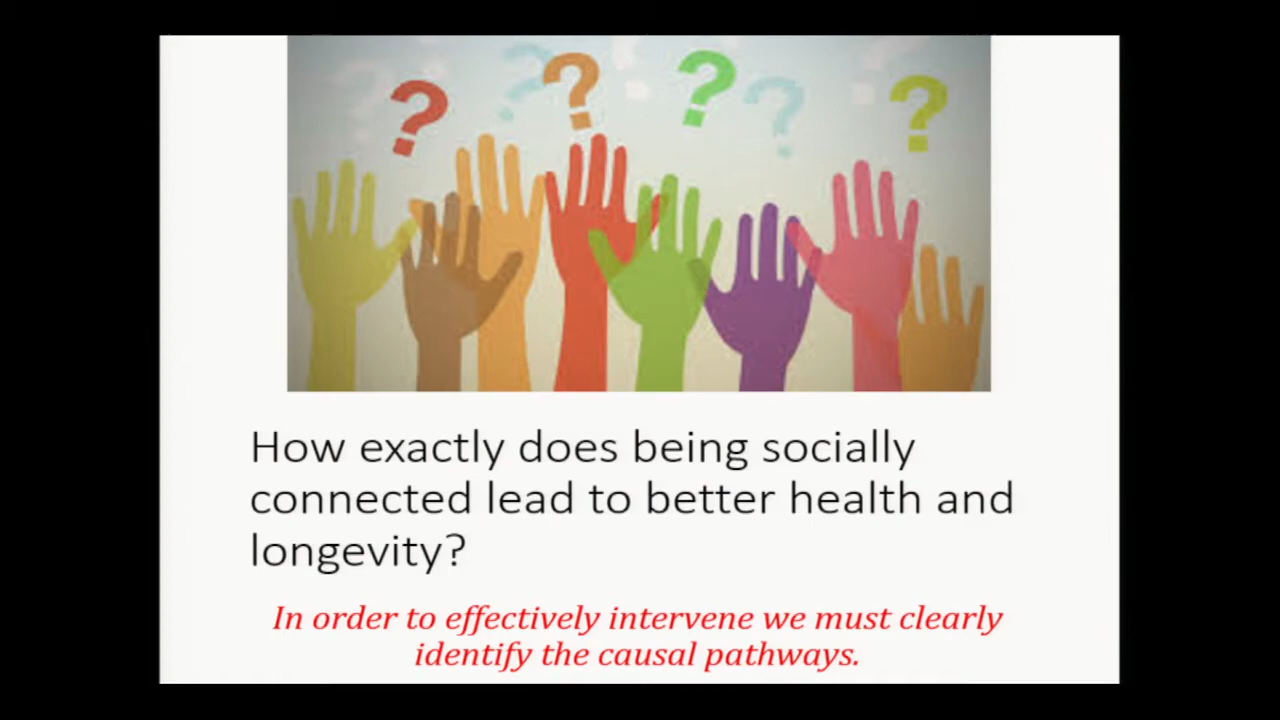 ? ? ? ? ? ?
How exactly does being socially
connected lead to better health and
longevity?
In order to effectively intervene we must clearly
identify the causal pathways.